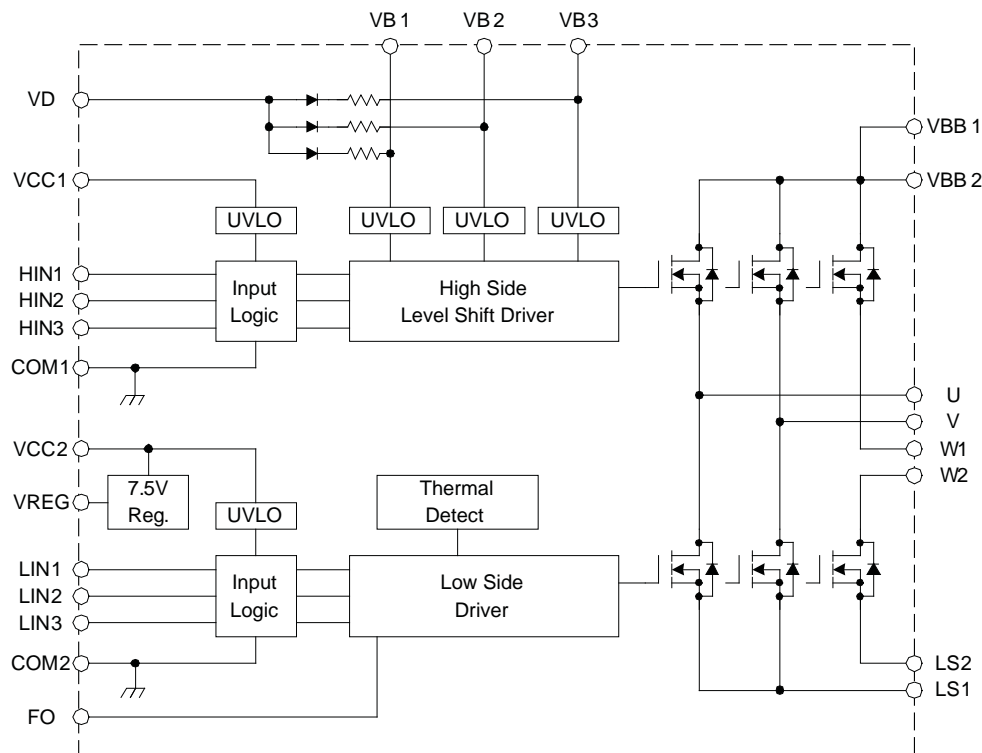 VB1 VB2 VB3
VD
VBB1
VCC1
VBB2
UVLO UVLO UVLO UVLO
HIN1
HIN2
HIN3
Input
Logic
High Side
Level Shift Driver
COM1
U
V
W1
VCC2
W2
VREG
7.5V
Reg.
UVLO
Thermal
Detect
LIN1
LIN2
LIN3
Input
Logic
Low Side
Driver
COM2
LS2
LS1
FO